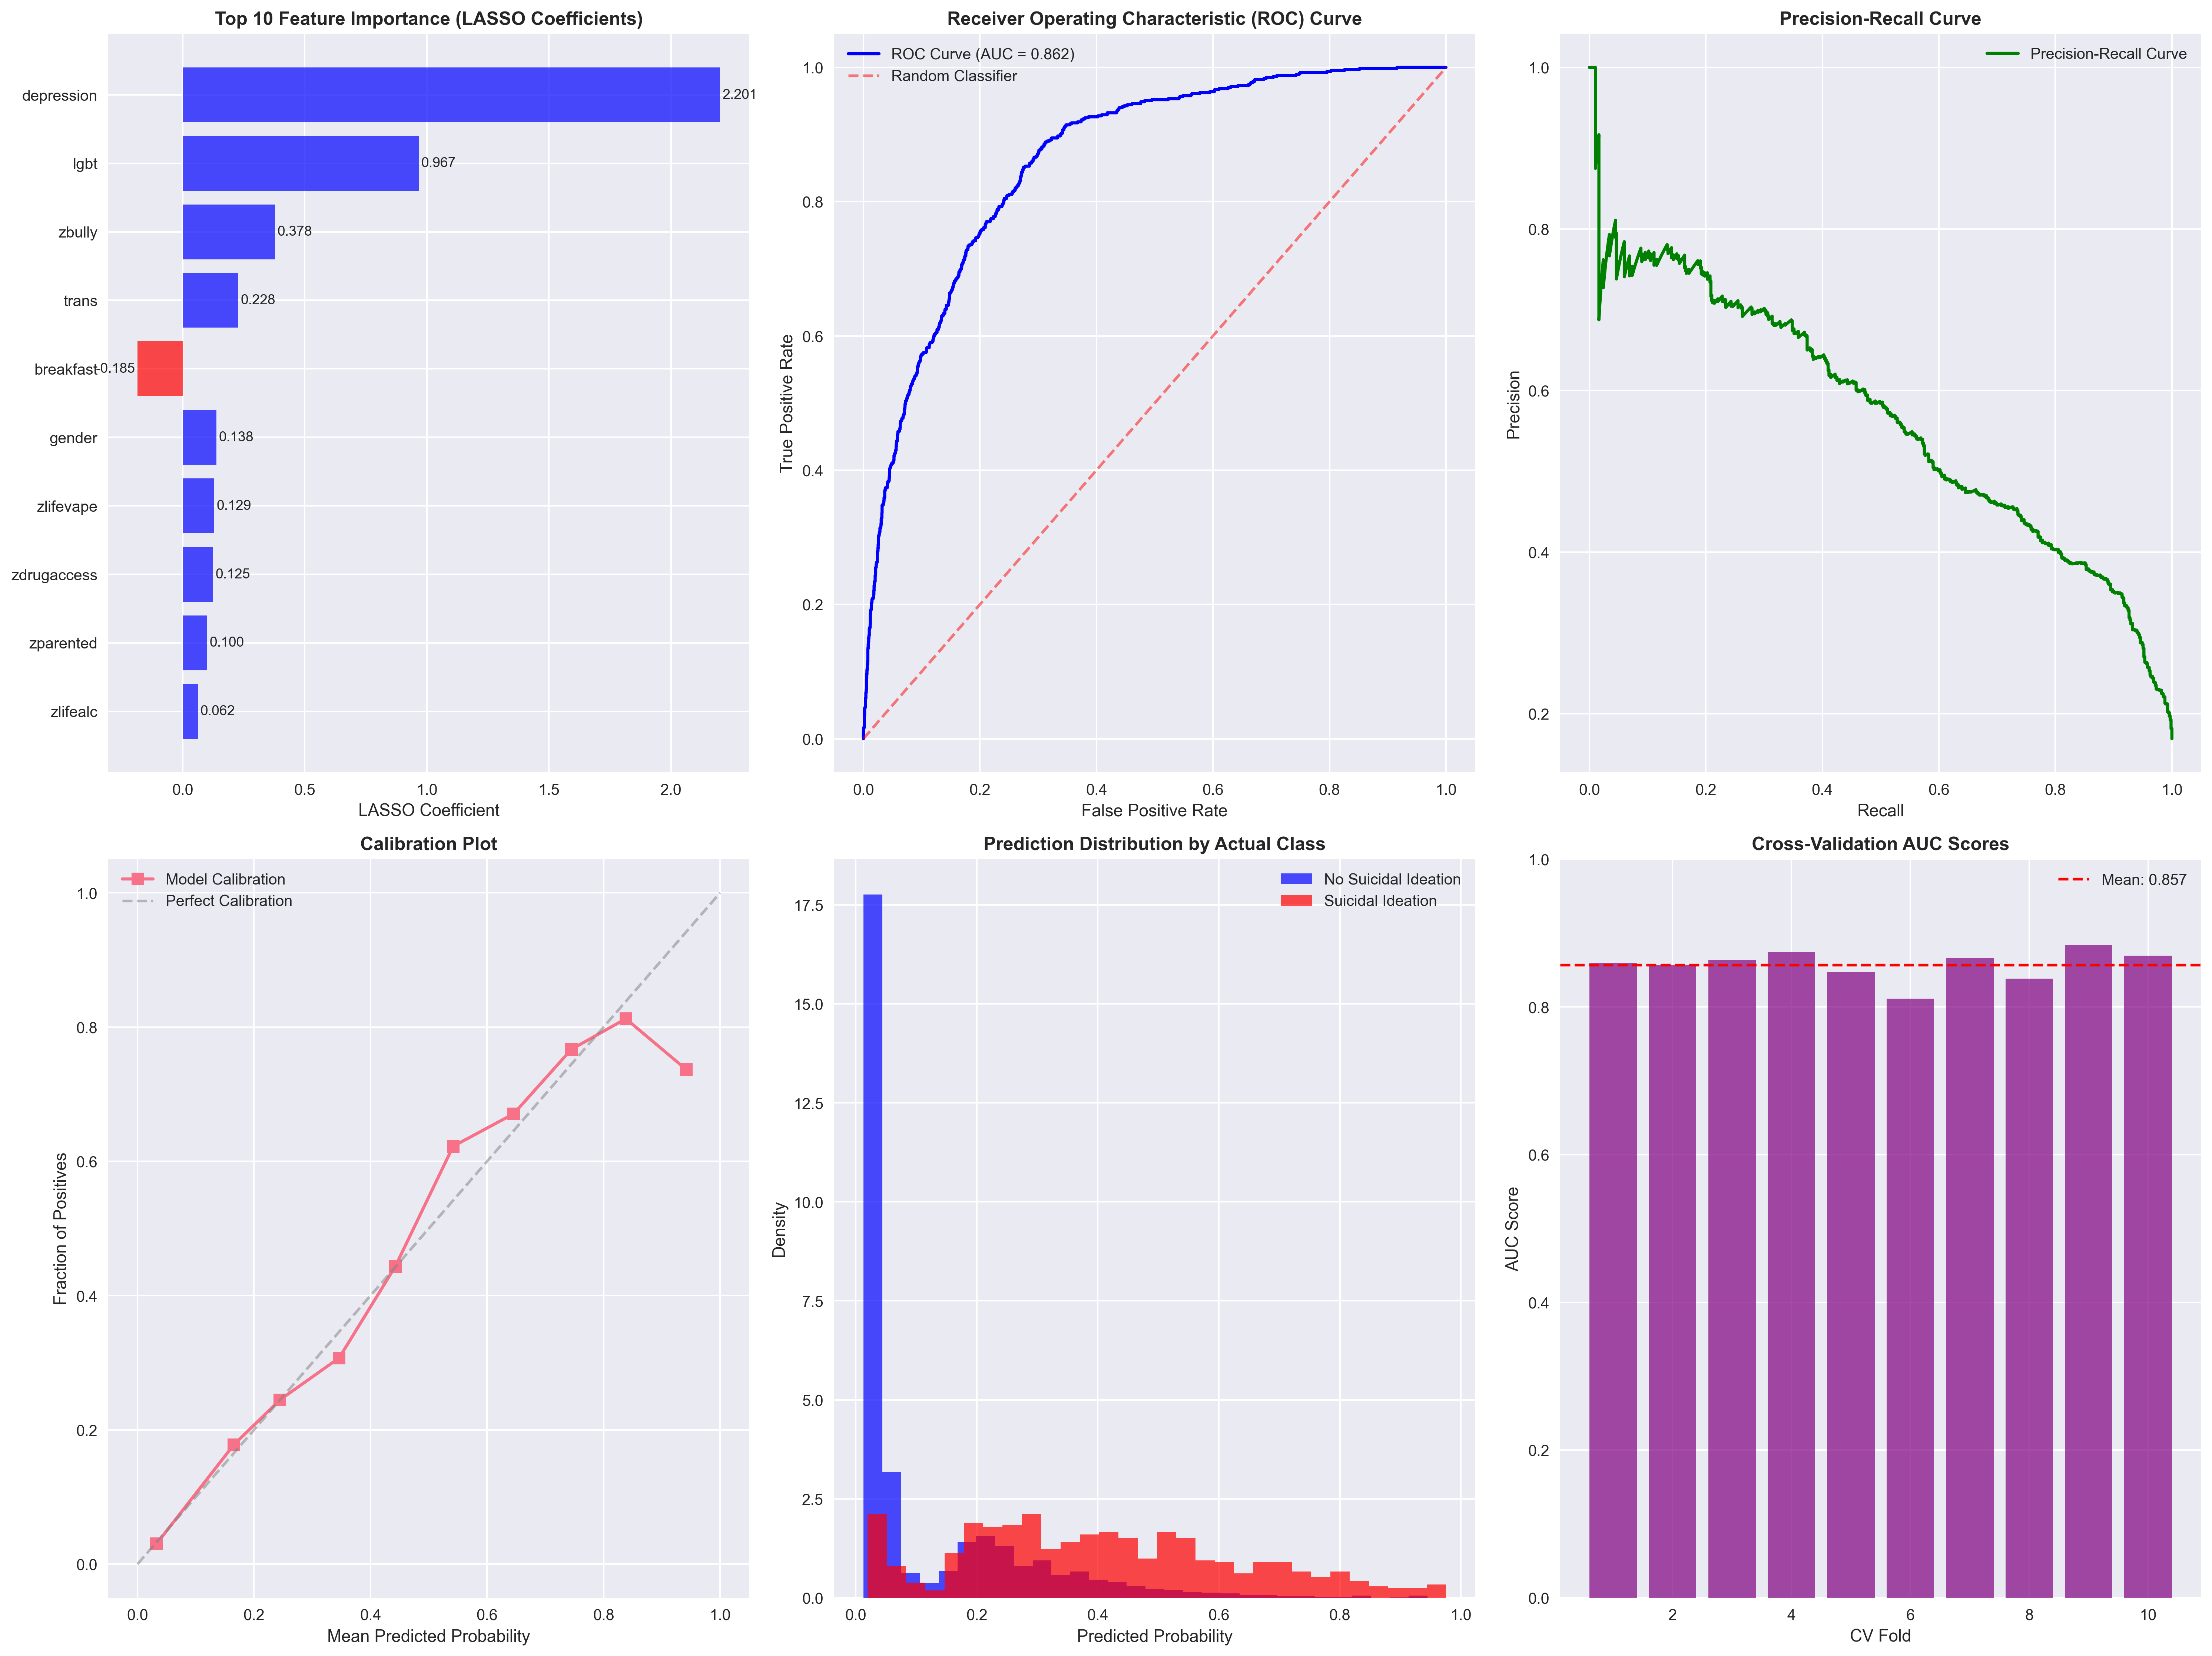 Top 10 Feature Importance (LASSO Coefficients)
depression
2.201
lgbt
0.967
zbully
0.378
trans
0.228
breakfast
-0.185
gender
0.138
zlifevape
0.129
zdrugaccess
0.125
zparented
0.100
zlifealc
0.062
0.0 0.5 1.0 1.5 2.0
LASSO Coefficient
Receiver Operating Characteristic (ROC) Curve
ROC Curve (AUC = 0.862)
Random Classifier
True Positive Rate
1.0
0.8
0.6
0.4
0.2
0.0
0.0 0.2 0.4 0.6 0.8 1.0
False Positive Rate
Precision-Recall Curve
Precision-Recall Curve
Precision
1.0
0.8
0.6
0.4
0.2
0.0 0.2 0.4 0.6 0.8 1.0
Recall
Calibration Plot
Model Calibration
Perfect Calibration
Fraction of Positives
1.0
0.8
0.6
0.4
0.2
0.0
0.0 0.2 0.4 0.6 0.8 1.0
Mean Predicted Probability
Prediction Distribution by Actual Class
No Suicidal Ideation
Suicidal Ideation
Density
17.5
15.0
12.5
10.0
7.5
5.0
2.5
0.0
0.0 0.2 0.4 0.6 0.8 1.0
Predicted Probability
Cross-Validation AUC Scores
Mean: 0.857
AUC Score
1.0
0.8
0.6
0.4
0.2
0.0
2 4 6 8 10
CV Fold